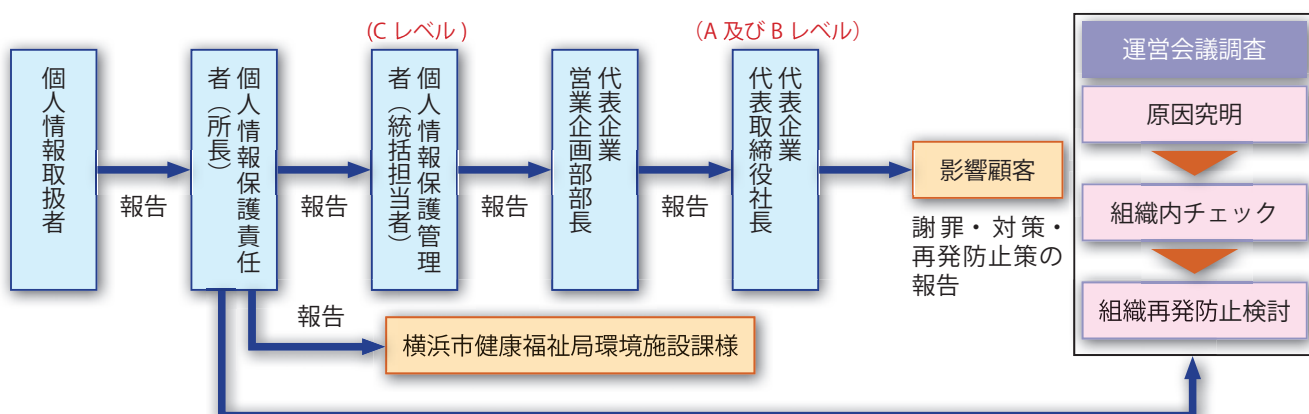 (C レベル)
（A 及び B レベル）
個人情報取扱者
報告
個人情報保護責任
者（所長）
報告
個人情報保護管理
者（統括担当者）
報告
代表企業
営業企画部部長
報告
代表企業
代表取締役社長
影響顧客
謝罪・対策・
再発防止策の
報告
報告
横浜市健康福祉局環境施設課様
運営会議調査
原因究明
組織内チェック
組織再発防止検討